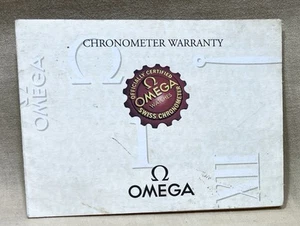 CHRONOMETER WARRANTY
Ω
OMEGA
OFFICIALLY CERTIFIED
Ω
OMEGA
SWISS CHRONOMETER
Ω
OMEGA
XII